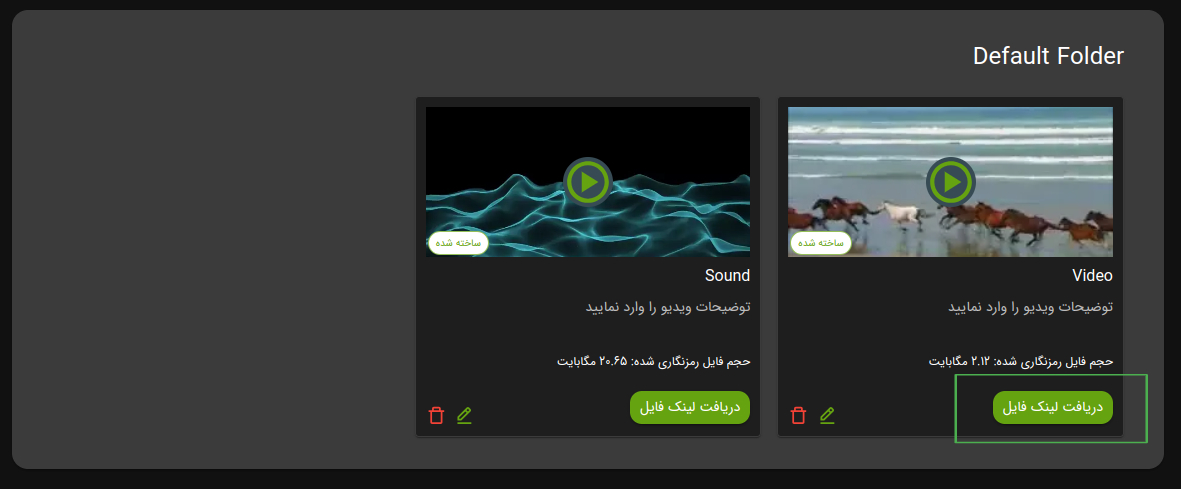 Default Folder
ساخته شده
Video
توضیحات ویدیو را وارد نمایید
حجم فایل رمزنگاری شده: ۲.۱۲ مگابایت
دریافت لینک فایل
ساخته شده
Sound
توضیحات ویدیو را وارد نمایید
حجم فایل رمزنگاری شده: ۲۰.۶۵ مگابایت
دریافت لینک فایل